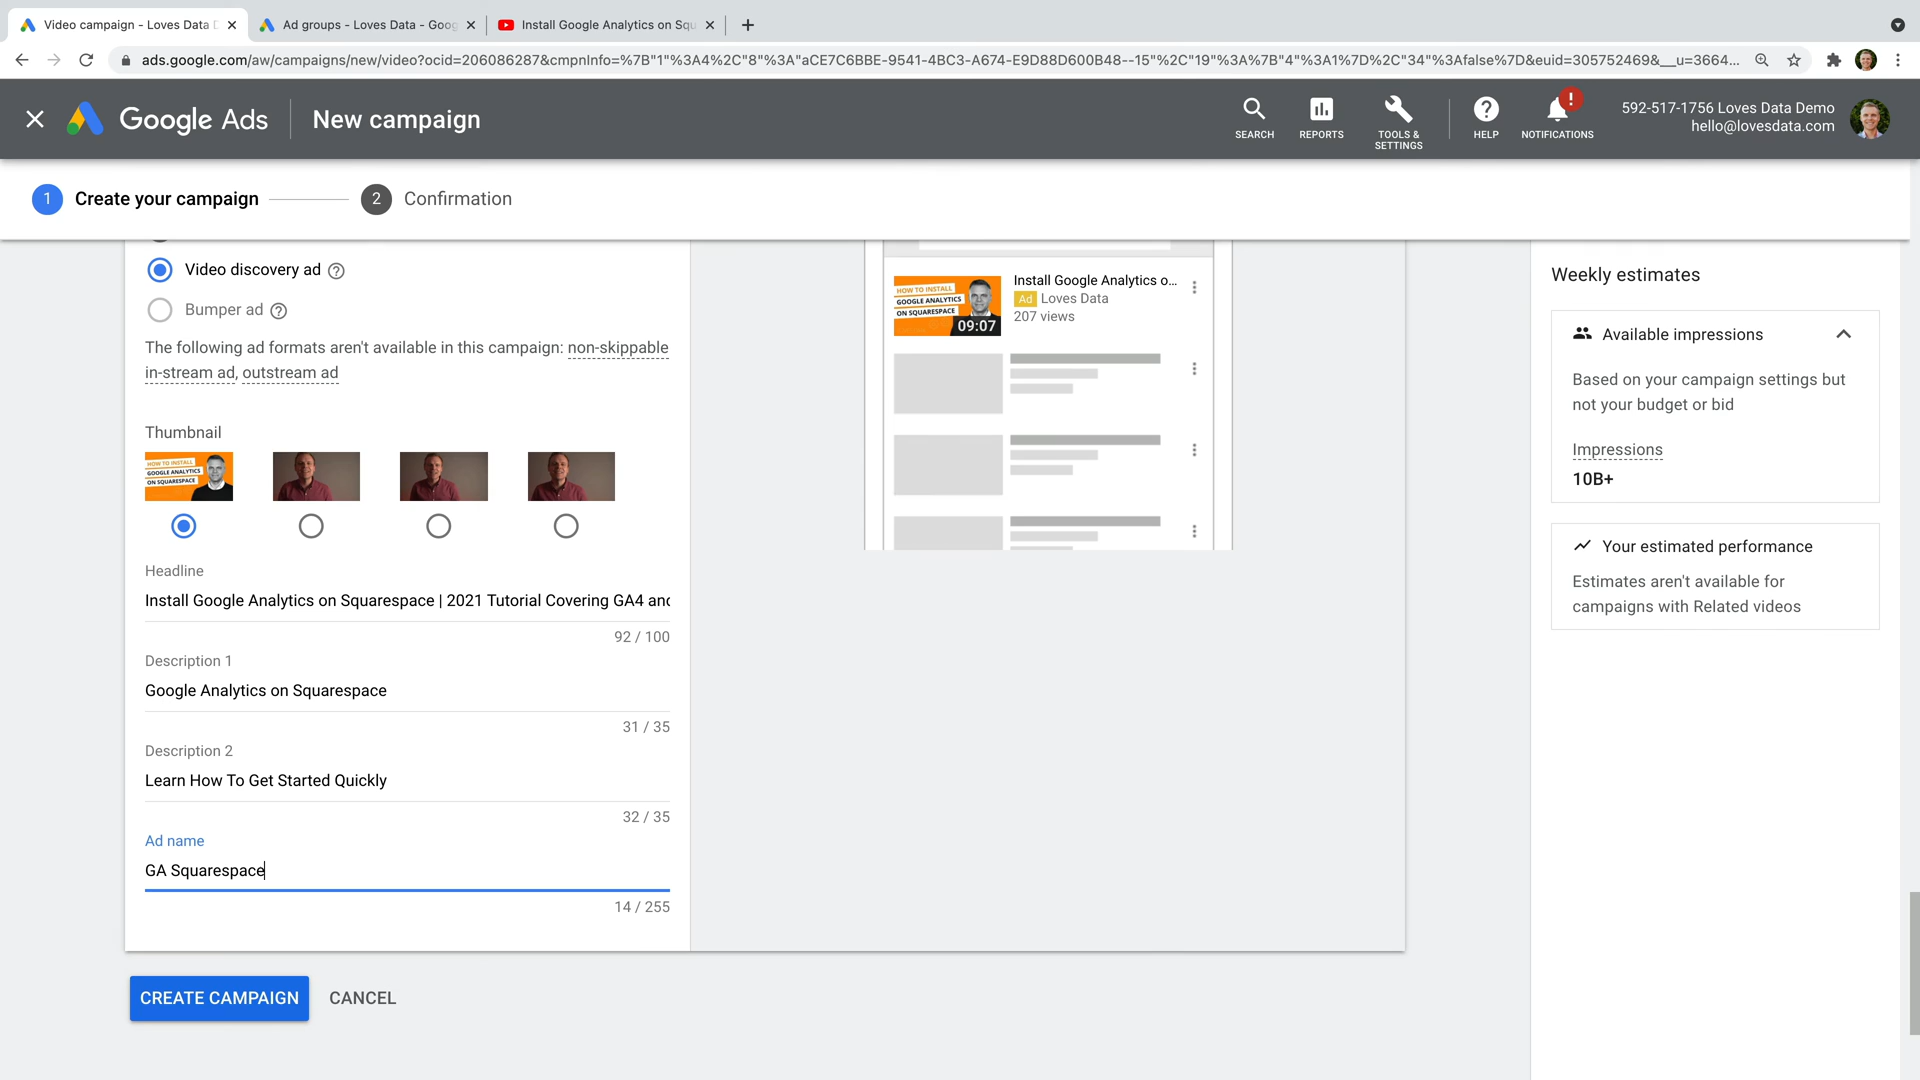 Video campaign - Loves Data D
Ad groups - Loves Data - Goog
Install Google Analytics on Squ
ads.google.com/aw/campaigns/new/video?ocid=206086287&cmpnInfo=%7B"1"%3A4%2C"8"%3A"aCE7C6BBE-9541-4BC3-A674-E9D88D600B48--15"%2C"19"%3A%7B"4"%3A1%7D%2C"34"%3Afalse%7D&euid=305752469&__u=3664...
Google Ads
New campaign
SEARCH
REPORTS
TOOLS &
SETTINGS
HELP
!
NOTIFICATIONS
592-517-1756 Loves Data Demo
hello@lovesdata.com
1 Create your campaign
2 Confirmation
Video discovery ad
Bumper ad
The following ad formats aren't available in this campaign: non-skippable
in-stream ad, outstream ad
Thumbnail
HOW TO INSTALL
GOOGLE ANALYTICS
ON SQUARESPACE
Headline
Install Google Analytics on Squarespace | 2021 Tutorial Covering GA4 and
92 / 100
Description 1
Google Analytics on Squarespace
31 / 35
Description 2
Learn How To Get Started Quickly
32 / 35
Ad name
GA Squarespace
14 / 255
CREATE CAMPAIGN
CANCEL
HOW TO INSTALL
GOOGLE ANALYTICS
ON SQUARESPACE
09:07
Install Google Analytics o...
Ad Loves Data
207 views
Weekly estimates
Available impressions
Based on your campaign settings but
not your budget or bid
Impressions
10B+
Your estimated performance
Estimates aren't available for
campaigns with Related videos